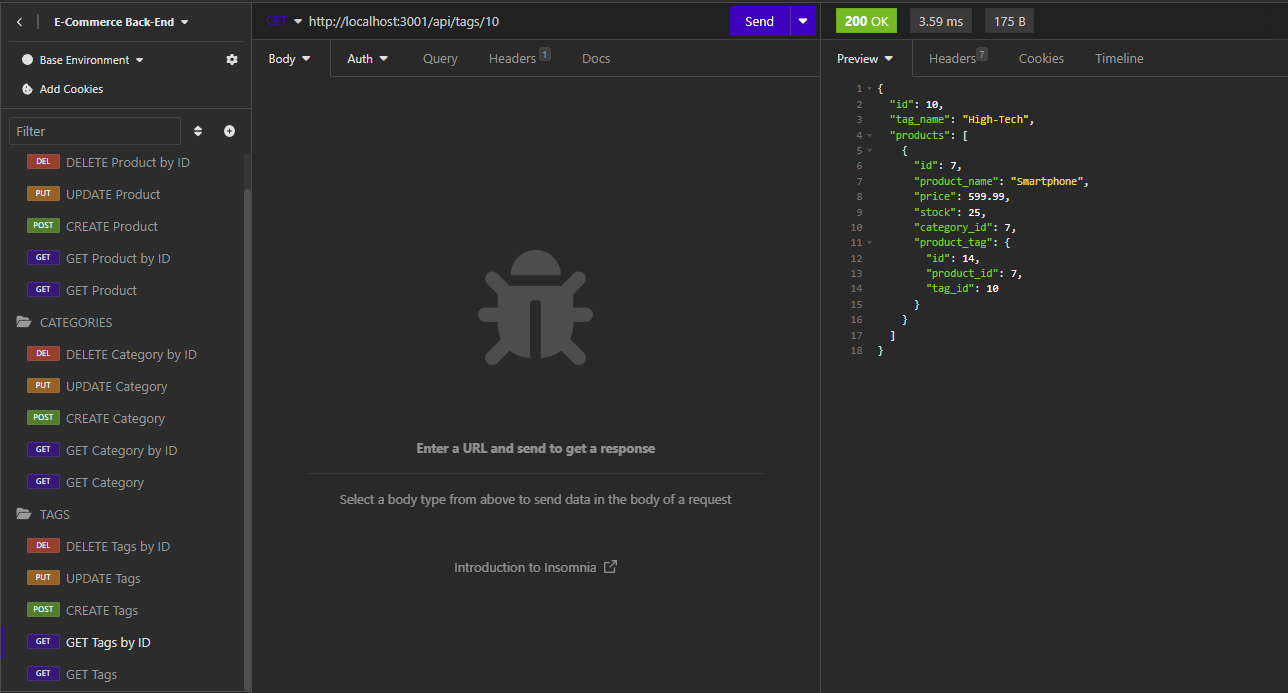 E-Commerce Back-End
Base Environment
Add Cookies
Filter
DEL DELETE Product by ID
PUT UPDATE Product
POST CREATE Product
GET GET Product by ID
GET GET Product
CATEGORIES
DEL DELETE Category by ID
PUT UPDATE Category
POST CREATE Category
GET GET Category by ID
GET GET Category
TAGS
DEL DELETE Tags by ID
PUT UPDATE Tags
POST CREATE Tags
GET GET Tags by ID
GET GET Tags
GET http://localhost:3001/api/tags/10 Send
Body Auth Query Headers 1 Docs
Enter a URL and send to get a response
Select a body type from above to send data in the body of a request
Introduction to Insomnia
200 OK 3.59 ms 175 B
Preview Headers 7 Cookies Timeline
1 {
2 "id": 10,
3 "tag_name": "High-Tech",
4 "products": [
5 {
6 "id": 7,
7 "product_name": "Smartphone",
8 "price": 599.99,
9 "stock": 25,
10 "category_id": 7,
11 "product_tag": {
12 "id": 14,
13 "product_id": 7,
14 "tag_id": 10
15 }
16 }
17 ]
18 }